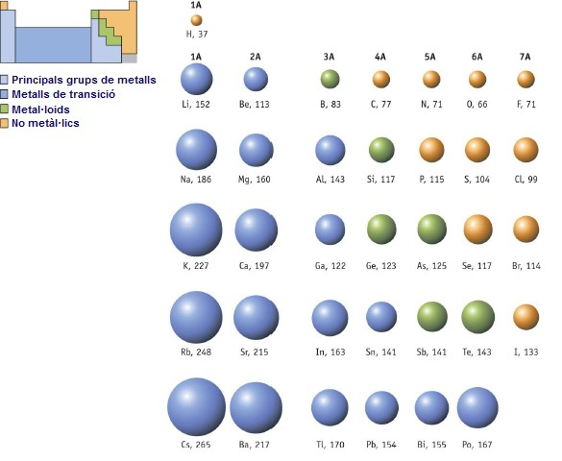 1A
H, 37
1A 2A 3A 4A 5A 6A 7A
Li, 152 Be, 113 B, 83 C, 77 N, 71 O, 66 F, 71
Principals grups de metalls
Metalls de transició
Metal·loids
No metàl·lics
Na, 186 Mg, 160 Al, 143 Si, 117 P, 115 S, 104 Cl, 99
K, 227 Ca, 197 Ga, 122 Ge, 123 As, 125 Se, 117 Br, 114
Rb, 248 Sr, 215 In, 163 Sn, 141 Sb, 141 Te, 143 I, 133
Cs, 265 Ba, 217 Tl, 170 Pb, 154 Bi, 155 Po, 167